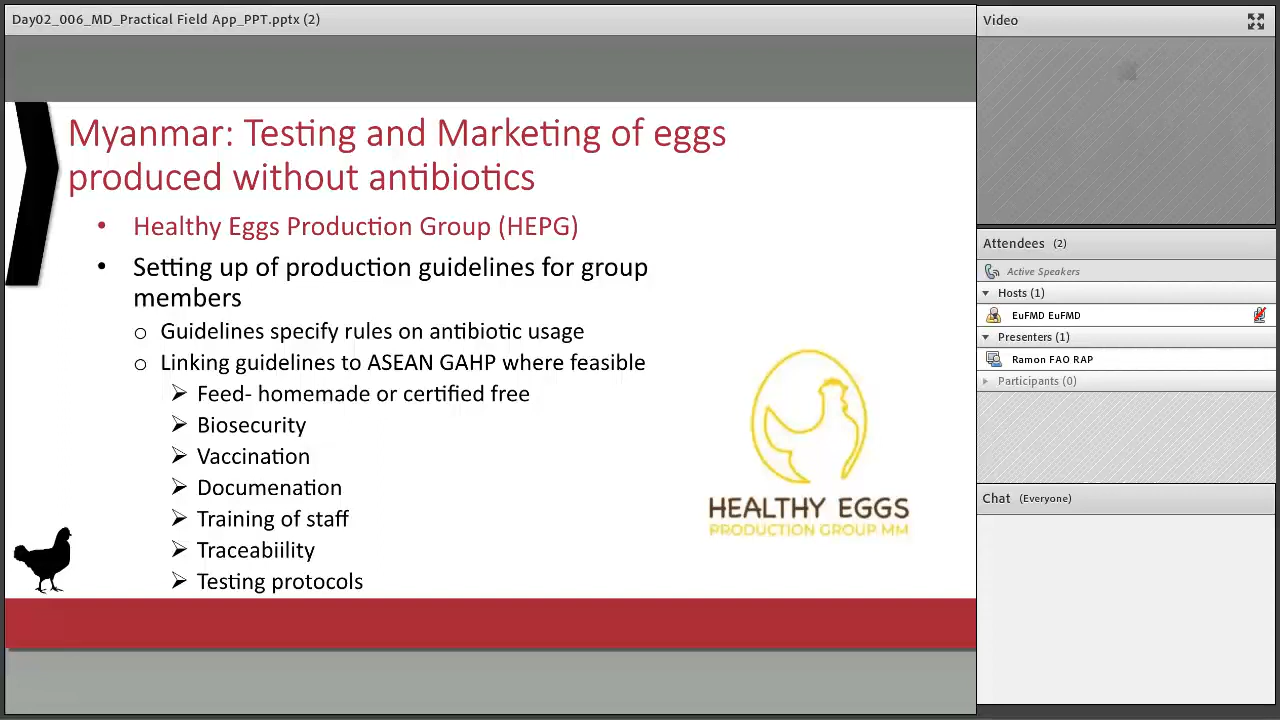 Day02_006_MD_Practical Field App_PPT.pptx (2)
Myanmar: Testing and Marketing of eggs
produced without antibiotics
• Healthy Eggs Production Group (HEPG)
• Setting up of production guidelines for group
members
o Guidelines specify rules on antibiotic usage
o Linking guidelines to ASEAN GAHP where feasible
➢ Feed- homemade or certified free
➢ Biosecurity
➢ Vaccination
➢ Documenation
➢ Training of staff
➢ Traceabiility
➢ Testing protocols
HEALTHY EGGS
PRODUCTION GROUP MM
Video
Attendees (2)
Active Speakers
Hosts (1)
EuFMD EuFMD
Presenters (1)
Ramon FAO RAP
Participants (0)
Chat (Everyone)